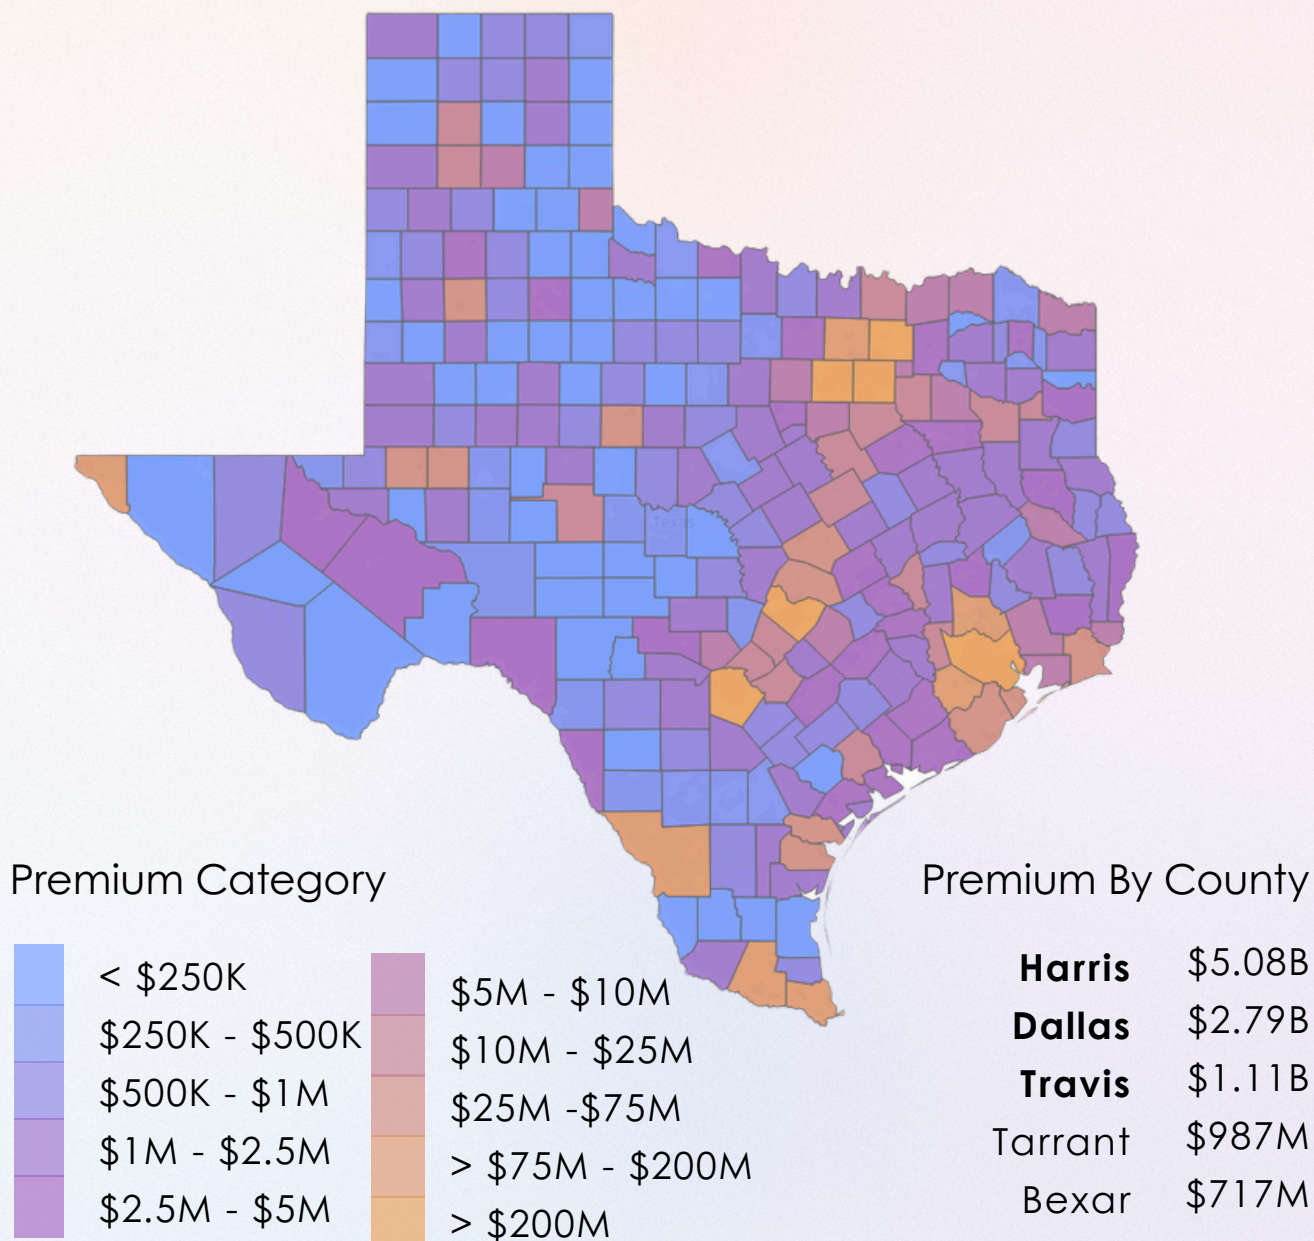 Texas
Premium Category
< $250K
$250K - $500K
$500K - $1M
$1M - $2.5M
$2.5M - $5M
$5M - $10M
$10M - $25M
$25M -$75M
> $75M - $200M
> $200M
Premium By County
Harris $5.08B
Dallas $2.79B
Travis $1.11B
Tarrant $987M
Bexar $717M